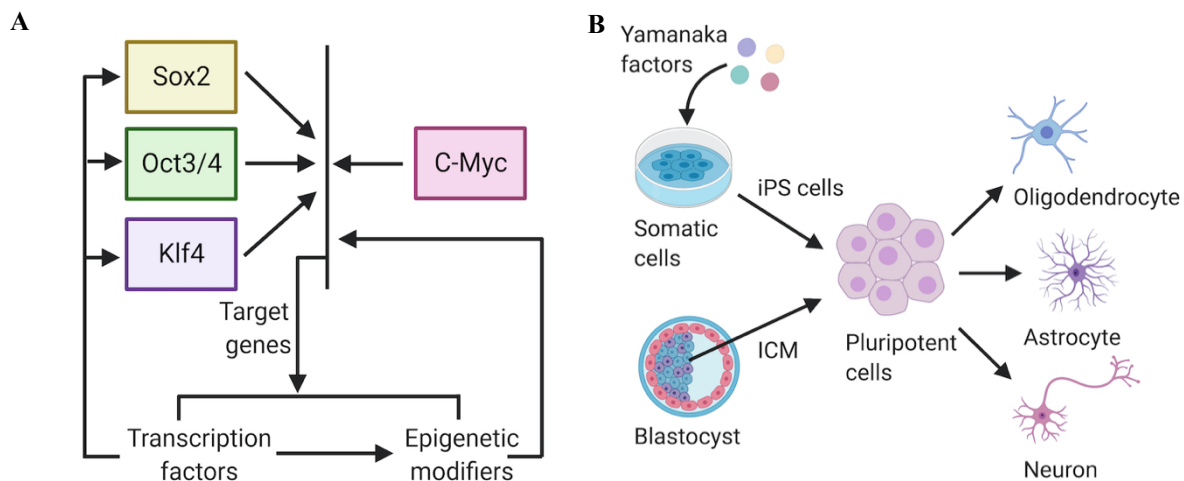 A
Sox2
Oct3/4
Klf4
C-Myc
Target
genes
Transcription
factors
Epigenetic
modifiers
B
Yamanaka
factors
Somatic
cells
iPS cells
Blastocyst
ICM
Pluripotent
cells
Oligodendrocyte
Astrocyte
Neuron